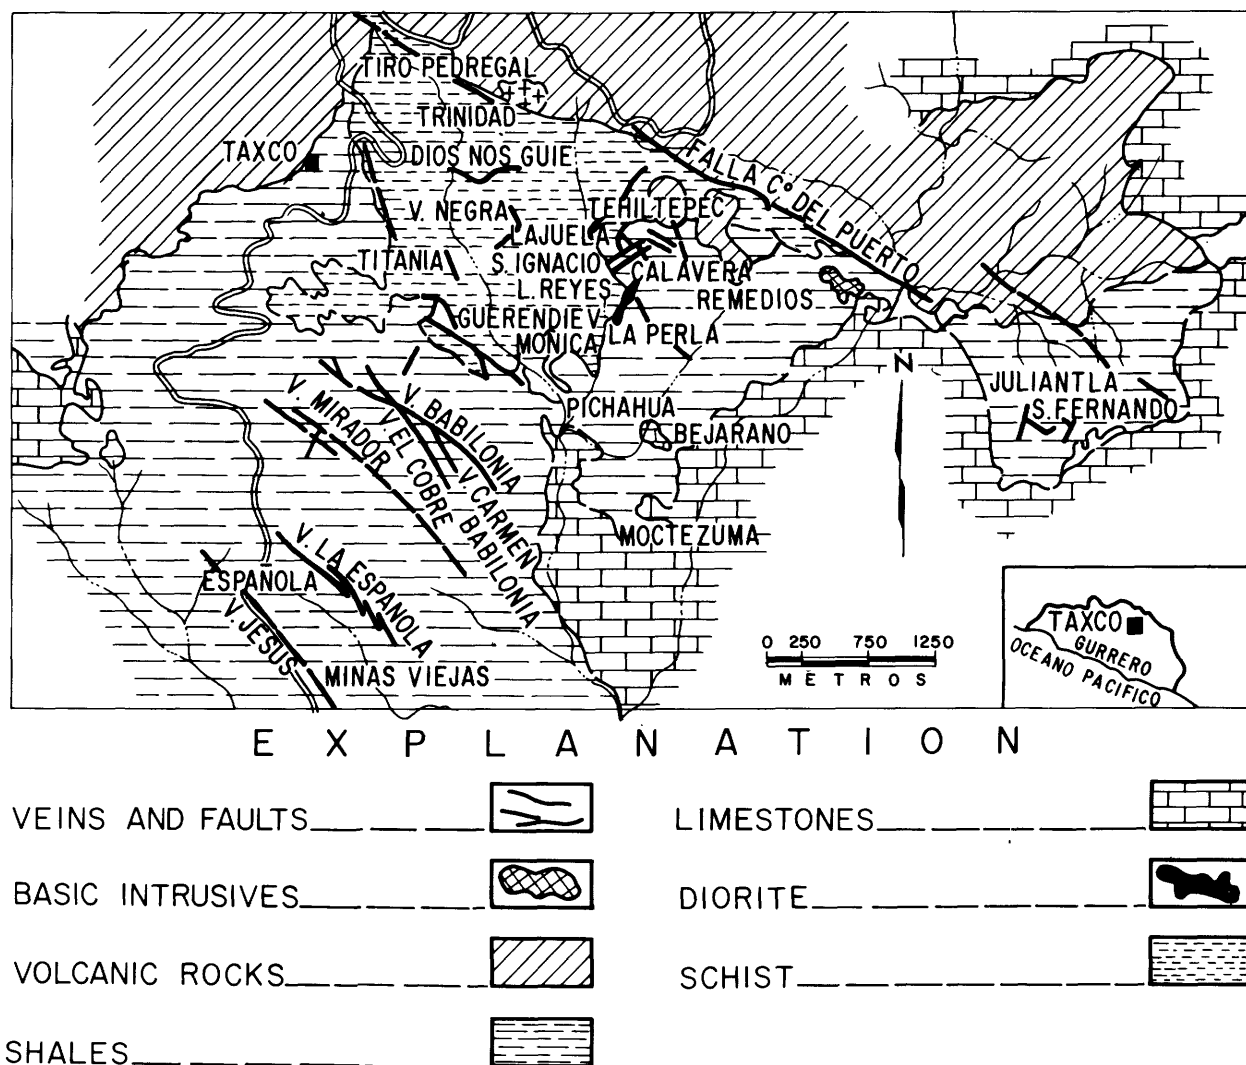 TIRO PEDREGAL
TRINIDAD
TAXCO
DIOS NOS GUIE
FALLA Cº DEL PUERTO
V. NEGRA
TEHILTEPEC
LAJUELA
TITANIA
S. IGNACIO
CALAVERA
L. REYES
REMEDIOS
GUERENDIEV
MONICA
LA PERLA
N
JULIANTLA
S. FERNANDO
PICHAHUA
BEJARANO
V. BABILONIA
V. MIRADOR
V EL COBRE BABILONIA
V. CARMEN
MOCTEZUMA
V. LA ESPAÑOLA
ESPAÑOLA
V. JESUS
MINAS VIEJAS
0 250 750 1250
METROS
TAXCO
GURRERO
OCEANO PACIFICO
EXPLANATION
VEINS AND FAULTS
LIMESTONES
BASIC INTRUSIVES
DIORITE
VOLCANIC ROCKS
SCHIST
SHALES